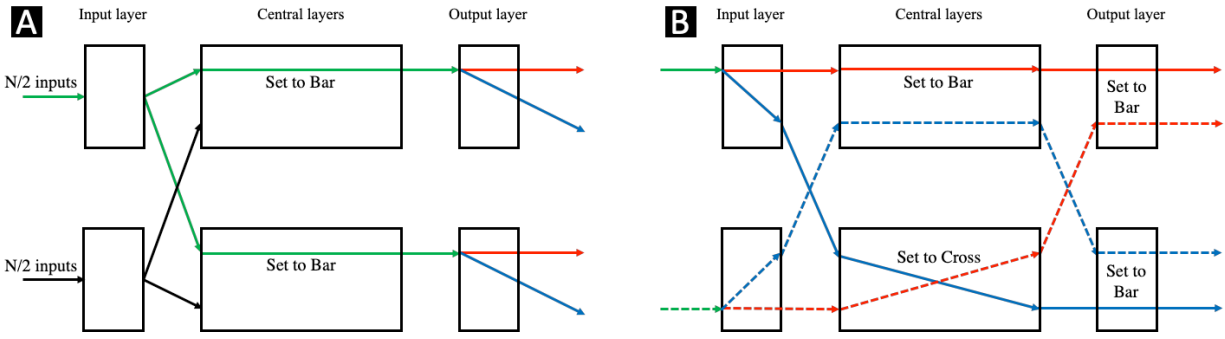 A
Input layer
Central layers
Output layer
N/2 inputs
Set to Bar
N/2 inputs
Set to Bar
B
Input layer
Central layers
Output layer
Set to Bar
Set to
Bar
Set to Cross
Set to
Bar